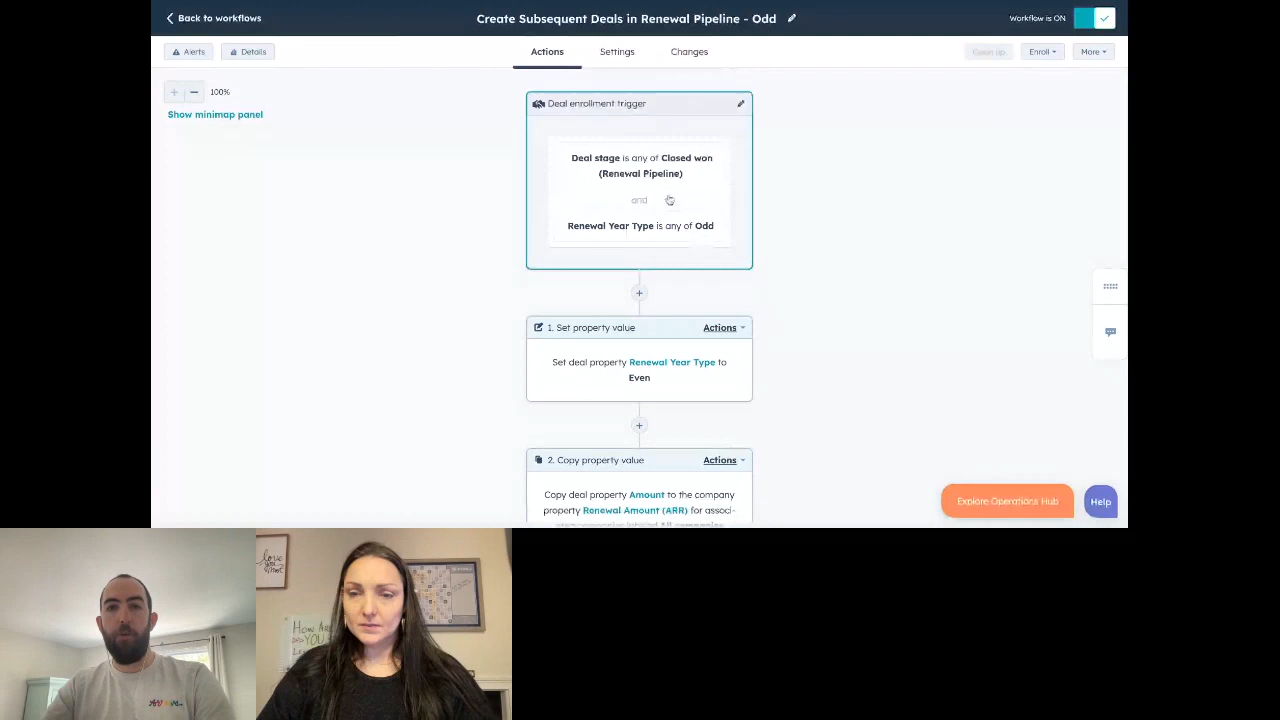 Back to workflows
Create Subsequent Deals in Renewal Pipeline - Odd
Workflow is ON
Alerts
Details
Actions
Settings
Changes
Enroll
More
100%
Show minimap panel
Deal enrollment trigger
Deal stage is any of Closed won
(Renewal Pipeline)
and
Renewal Year Type is any of Odd
1. Set property value
Actions
Set deal property Renewal Year Type to
Even
2. Copy property value
Actions
Copy deal property Amount to the company
property Renewal Amount (ARR) for associ-
Explore Operations Hub
Help
love
you
most